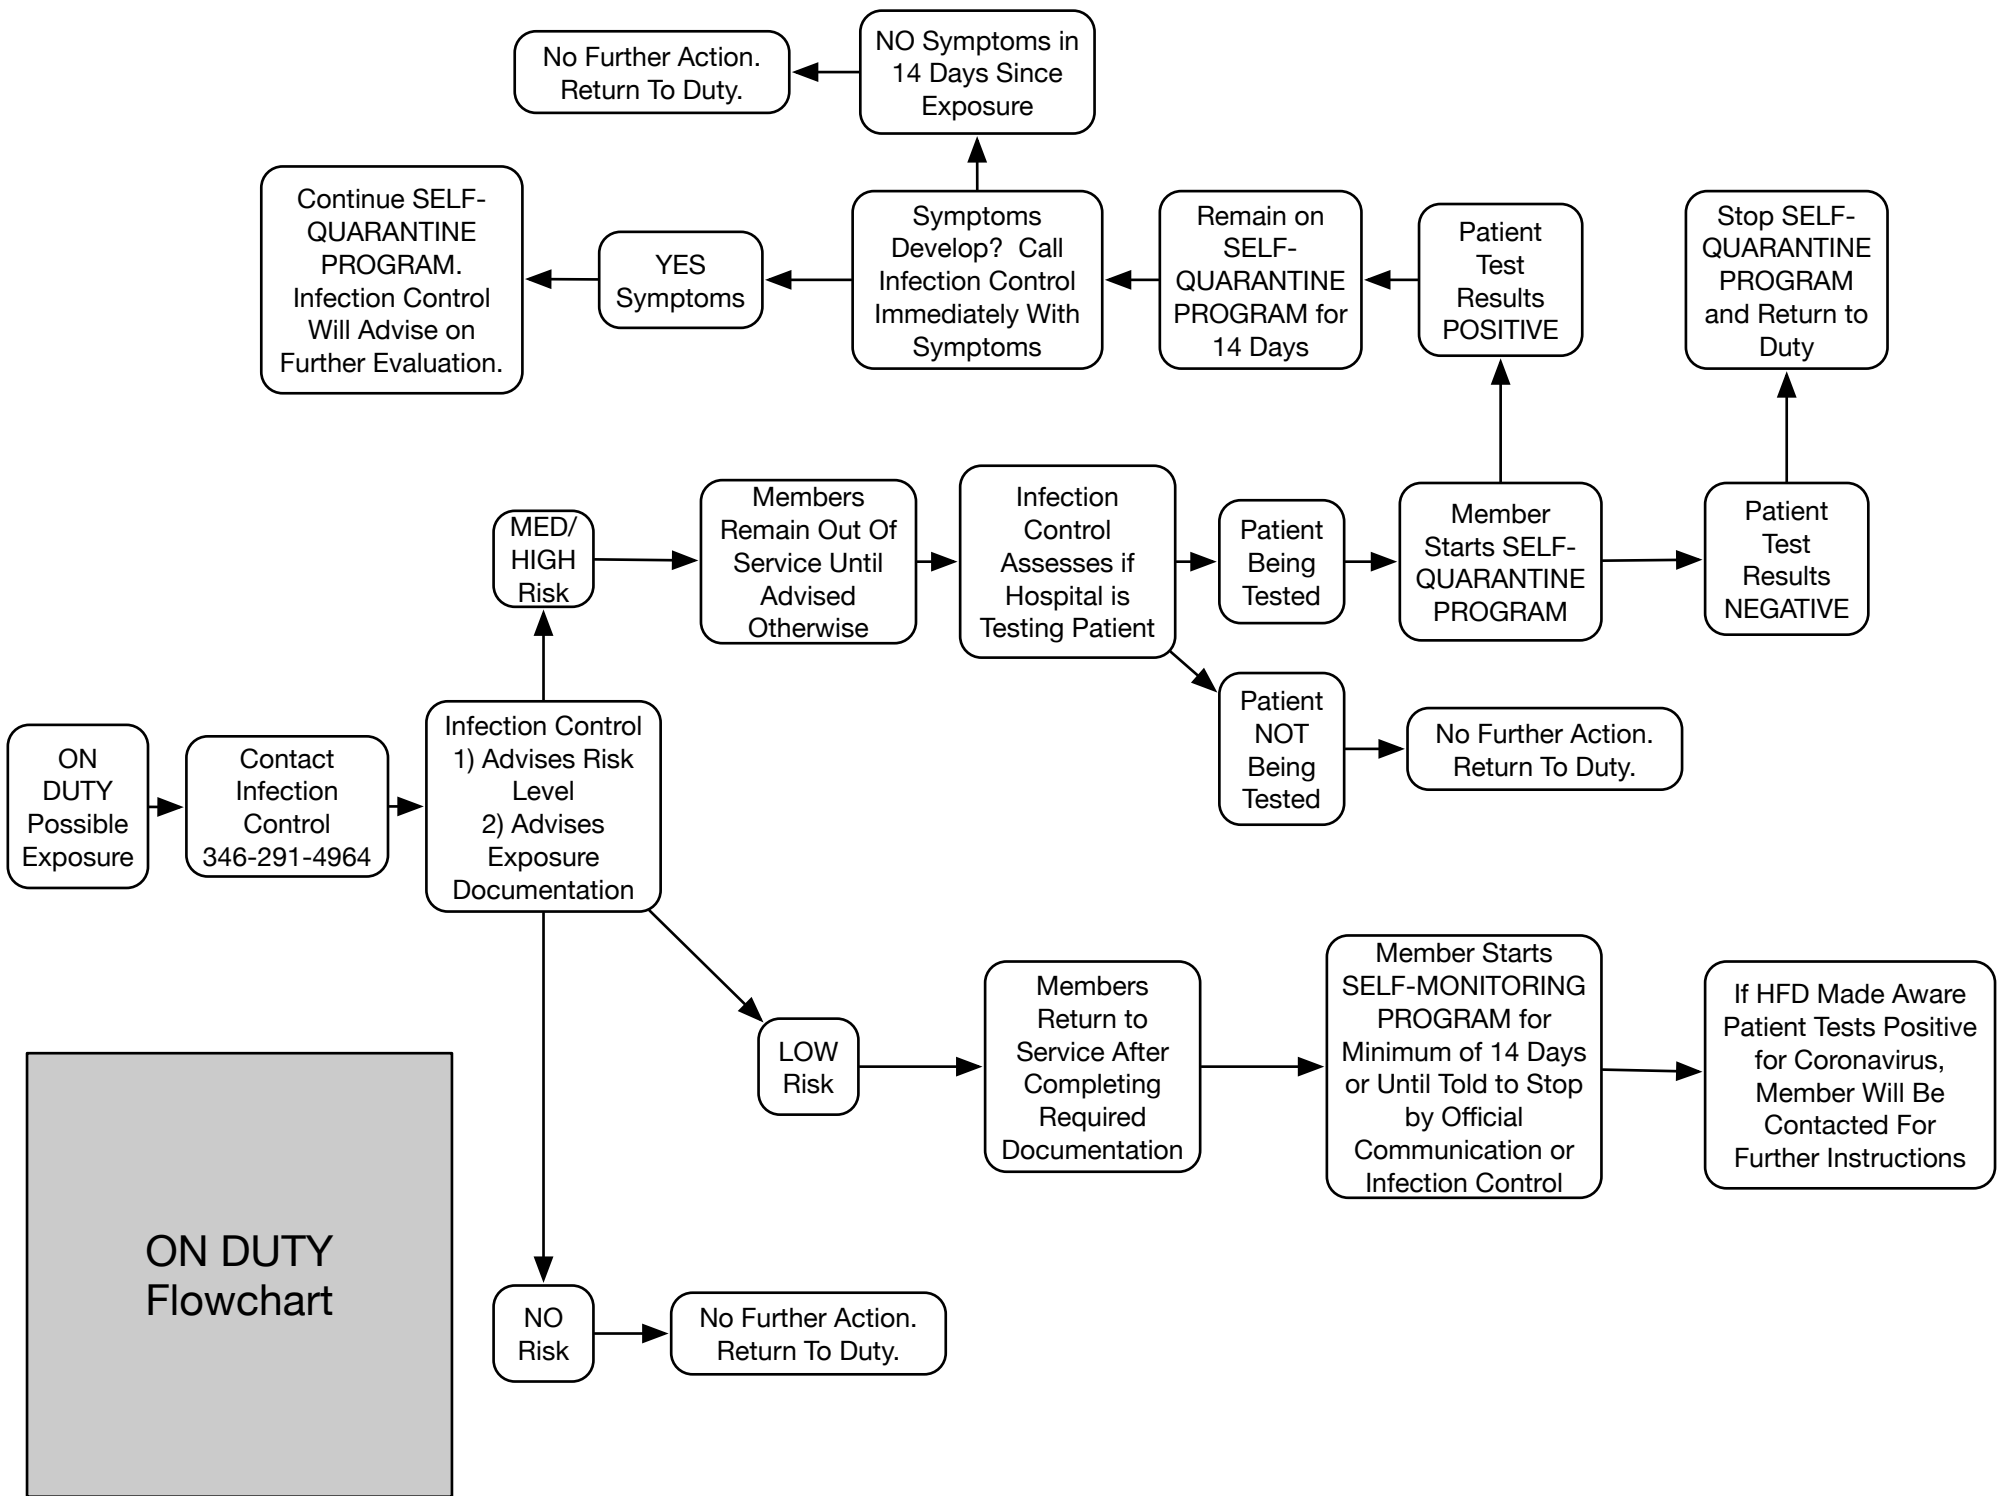 NO Symptoms in
14 Days Since
Exposure
No Further Action.
Return To Duty.
Continue SELF-
QUARANTINE
PROGRAM.
Infection Control
Will Advise on
Further Evaluation.
YES
Symptoms
Symptoms
Develop?  Call
Infection Control
Immediately With
Symptoms
Remain on
SELF-
QUARANTINE
PROGRAM for
14 Days
Patient
Test
Results
POSITIVE
Stop SELF-
QUARANTINE
PROGRAM
and Return to
Duty
MED/
HIGH
Risk
Members
Remain Out Of
Service Until
Advised
Otherwise
Infection
Control
Assesses if
Hospital is
Testing Patient
Patient
Being
Tested
Member
Starts SELF-
QUARANTINE
PROGRAM
Patient
Test
Results
NEGATIVE
Patient
NOT
Being
Tested
No Further Action.
Return To Duty.
ON
DUTY
Possible
Exposure
Contact
Infection
Control
346-291-4964
Infection Control
1) Advises Risk
Level
2) Advises
Exposure
Documentation
LOW
Risk
Members
Return to
Service After
Completing
Required
Documentation
Member Starts
SELF-MONITORING
PROGRAM for
Minimum of 14 Days
or Until Told to Stop
by Official
Communication or
Infection Control
If HFD Made Aware
Patient Tests Positive
for Coronavirus,
Member Will Be
Contacted For
Further Instructions
ON DUTY
Flowchart
NO
Risk
No Further Action.
Return To Duty.